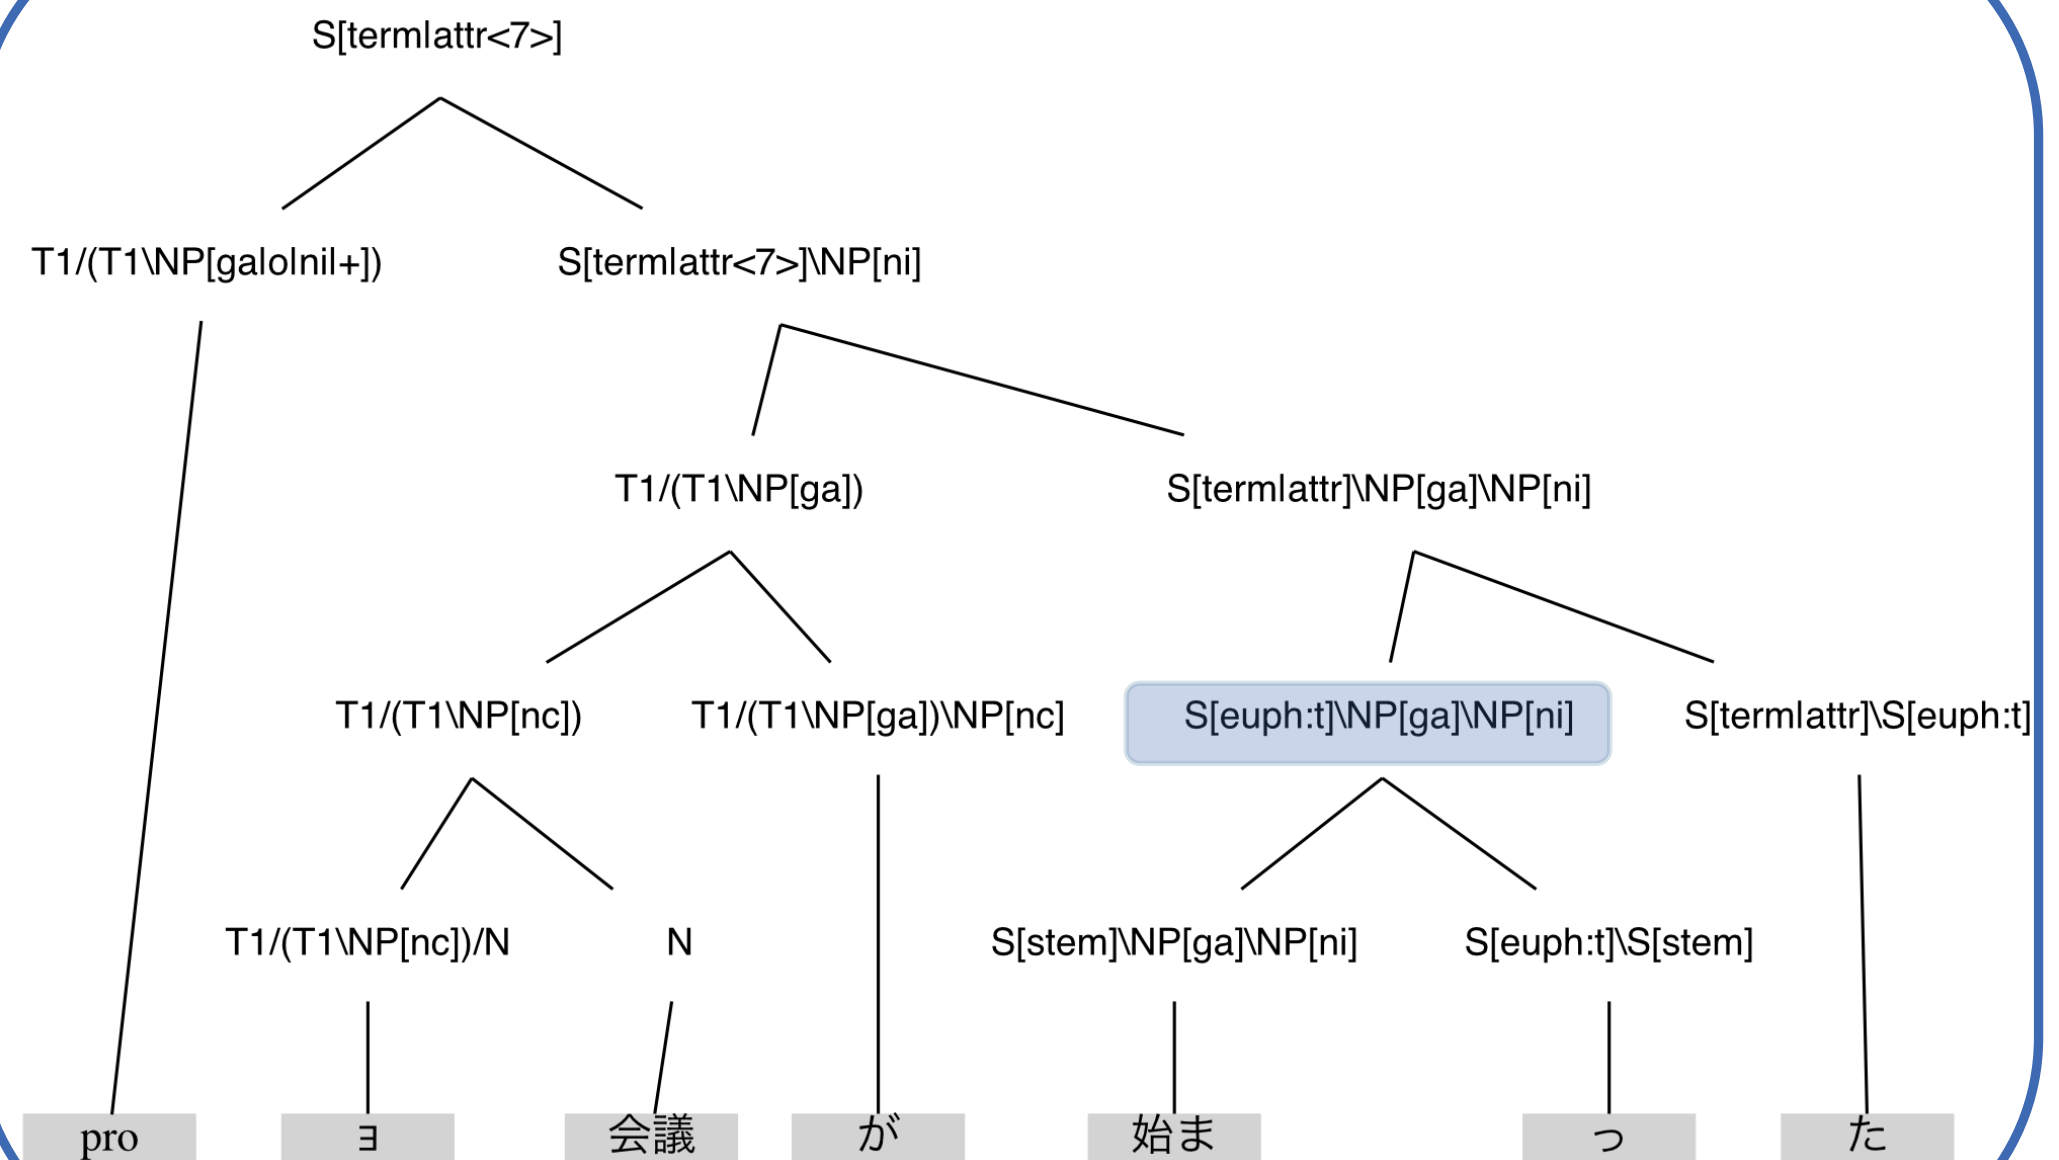 S[term|attr<7>]
T1/(T1\NP[ga|o|ni|+]) S[term|attr<7>]\NP[ni]
T1/(T1\NP[ga]) S[term|attr]\NP[ga]\NP[ni]
T1/(T1\NP[nc]) T1/(T1\NP[ga])\NP[nc] S[euph:t]\NP[ga]\NP[ni] S[term|attr]\S[euph:t]
T1/(T1\NP[nc])/N N S[stem]\NP[ga]\NP[ni] S[euph:t]\S[stem]
pro ∃ 会議 が 始ま っ た